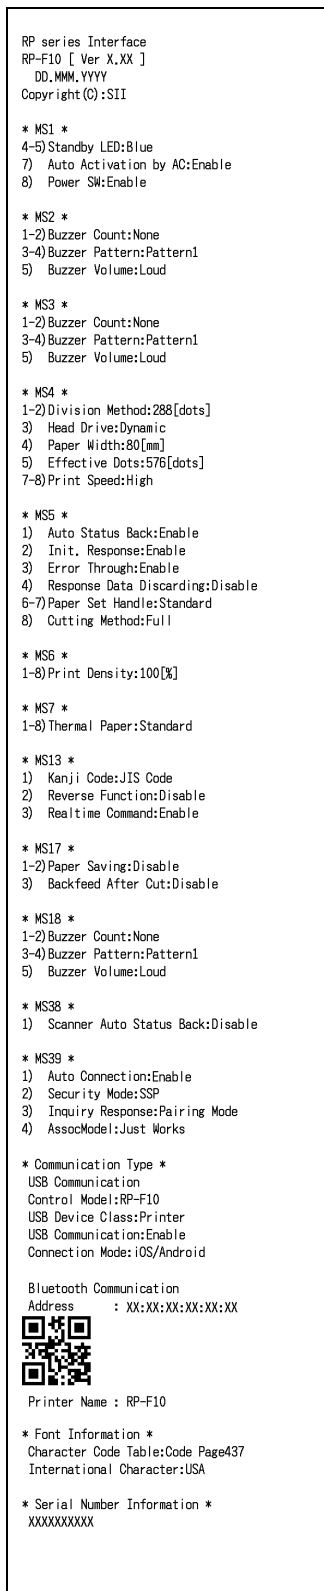 RP series Interface
RP-F10 [ Ver X.XX ]
DD.MMM.YYYY
Copyright(C):SII
* MS1 *
4-5)Standby LED:Blue
7) Auto Activation by AC:Enable
8) Power SW:Enable
* MS2 *
1-2)Buzzer Count:None
3-4)Buzzer Pattern:Pattern1
5) Buzzer Volume:Loud
* MS3 *
1-2)Buzzer Count:None
3-4)Buzzer Pattern:Pattern1
5) Buzzer Volume:Loud
* MS4 *
1-2)Division Method:288[dots]
3) Head Drive:Dynamic
4) Paper Width:80[mm]
5) Effective Dots:576[dots]
7-8)Print Speed:High
* MS5 *
1) Auto Status Back:Enable
2) Init. Response:Enable
3) Error Through:Enable
4) Response Data Discarding:Disable
6-7)Paper Set Handle:Standard
8) Cutting Method:Full
* MS6 *
1-8)Print Density:100[%]
* MS7 *
1-8)Thermal Paper:Standard
* MS13 *
1) Kanji Code:JIS Code
2) Reverse Function:Disable
3) Realtime Command:Enable
* MS17 *
1-2)Paper Saving:Disable
3) Backfeed After Cut:Disable
* MS18 *
1-2)Buzzer Count:None
3-4)Buzzer Pattern:Pattern1
5) Buzzer Volume:Loud
* MS38 *
1) Scanner Auto Status Back:Disable
* MS39 *
1) Auto Connection:Enable
2) Security Mode:SSP
3) Inquiry Response:Pairing Mode
4) AssocModel:Just Works
* Communication Type *
USB Communication
Control Model:RP-F10
USB Device Class:Printer
USB Communication:Enable
Connection Mode:iOS/Android
Bluetooth Communication
Address : XX:XX:XX:XX:XX:XX
Printer Name : RP-F10
* Font Information *
Character Code Table:Code Page437
International Character:USA
* Serial Number Information *
XXXXXXXXXX